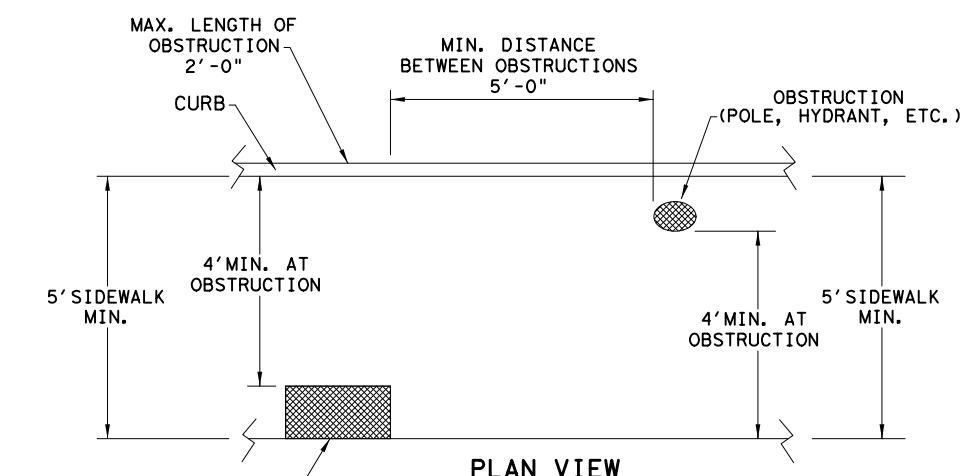 MAX. LENGTH OF
OBSTRUCTION
2'-0"
CURB
MIN. DISTANCE
BETWEEN OBSTRUCTIONS
5'-0"
OBSTRUCTION
(POLE, HYDRANT, ETC.)
4'MIN. AT
OBSTRUCTION
5'SIDEWALK
MIN.
4'MIN. AT
OBSTRUCTION
5'SIDEWALK
MIN.
PLAN VIEW